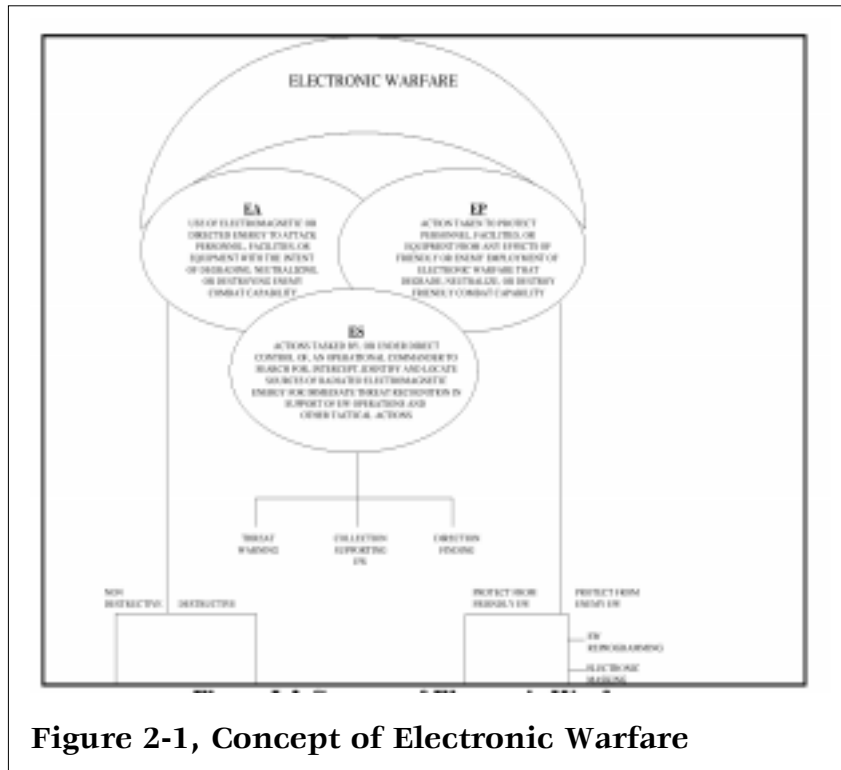 ELECTRONIC WARFARE
EA
USE OF ELECTROMAGNETIC OR
DIRECTED ENERGY TO ATTACK
PERSONNEL, FACILITIES, OR
EQUIPMENT WITH THE INTENT
OF DEGRADING, NEUTRALIZING,
OR DESTROYING ENEMY
COMBAT CAPABILITY
EP
ACTION TAKEN TO PROTECT
PERSONNEL, FACILITIES, OR
EQUIPMENT FROM ANY EFFECTS OF
FRIENDLY OR ENEMY EMPLOYMENT OF
ELECTRONIC WARFARE THAT
DEGRADE, NEUTRALIZE, OR DESTROY
FRIENDLY COMBAT CAPABILITY
ES
ACTIONS TASKED BY, OR UNDER DIRECT
CONTROL OF, AN OPERATIONAL COMMANDER TO
SEARCH FOR, INTERCEPT, IDENTIFY AND LOCATE
SOURCES OF RADIATED ELECTROMAGNETIC
ENERGY FOR IMMEDIATE THREAT RECOGNITION IN
SUPPORT OF EW OPERATIONS AND
OTHER TACTICAL ACTIONS
THREAT
WARNING
COLLECTION
SUPPORTING
EW
DIRECTION
FINDING
NON
DESTRUCTIVE
DESTRUCTIVE
PROTECT FROM
FRIENDLY EW
PROTECT FROM
ENEMY EW
EW
REPROGRAMMING
ELECTRONIC
MASKING
Figure 2-1, Concept of Electronic Warfare